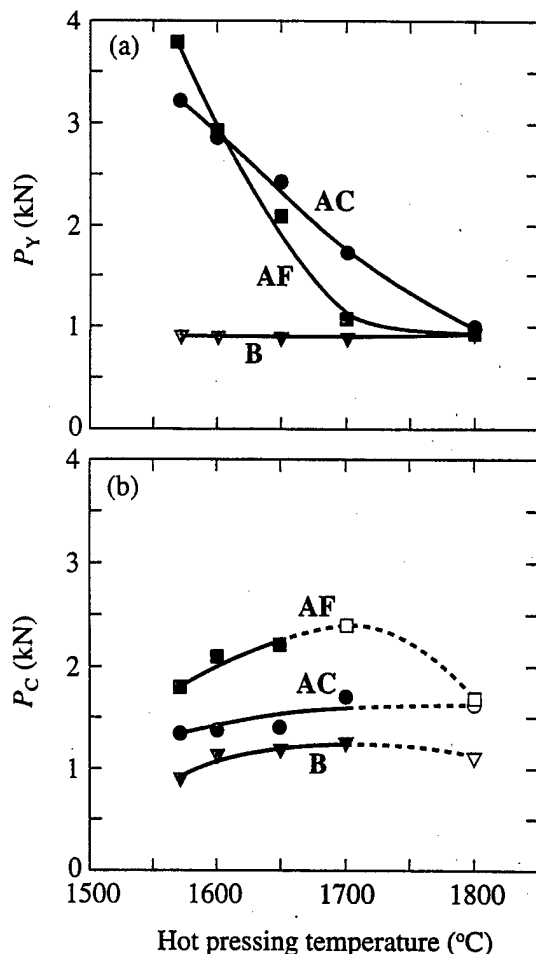 4
(a)
3
P_Y (kN)
AC
2
AF
1
B
0
4
(b)
3
AF
P_C (kN)
2
AC
1
B
0
1500 1600 1700 1800
Hot pressing temperature (°C)